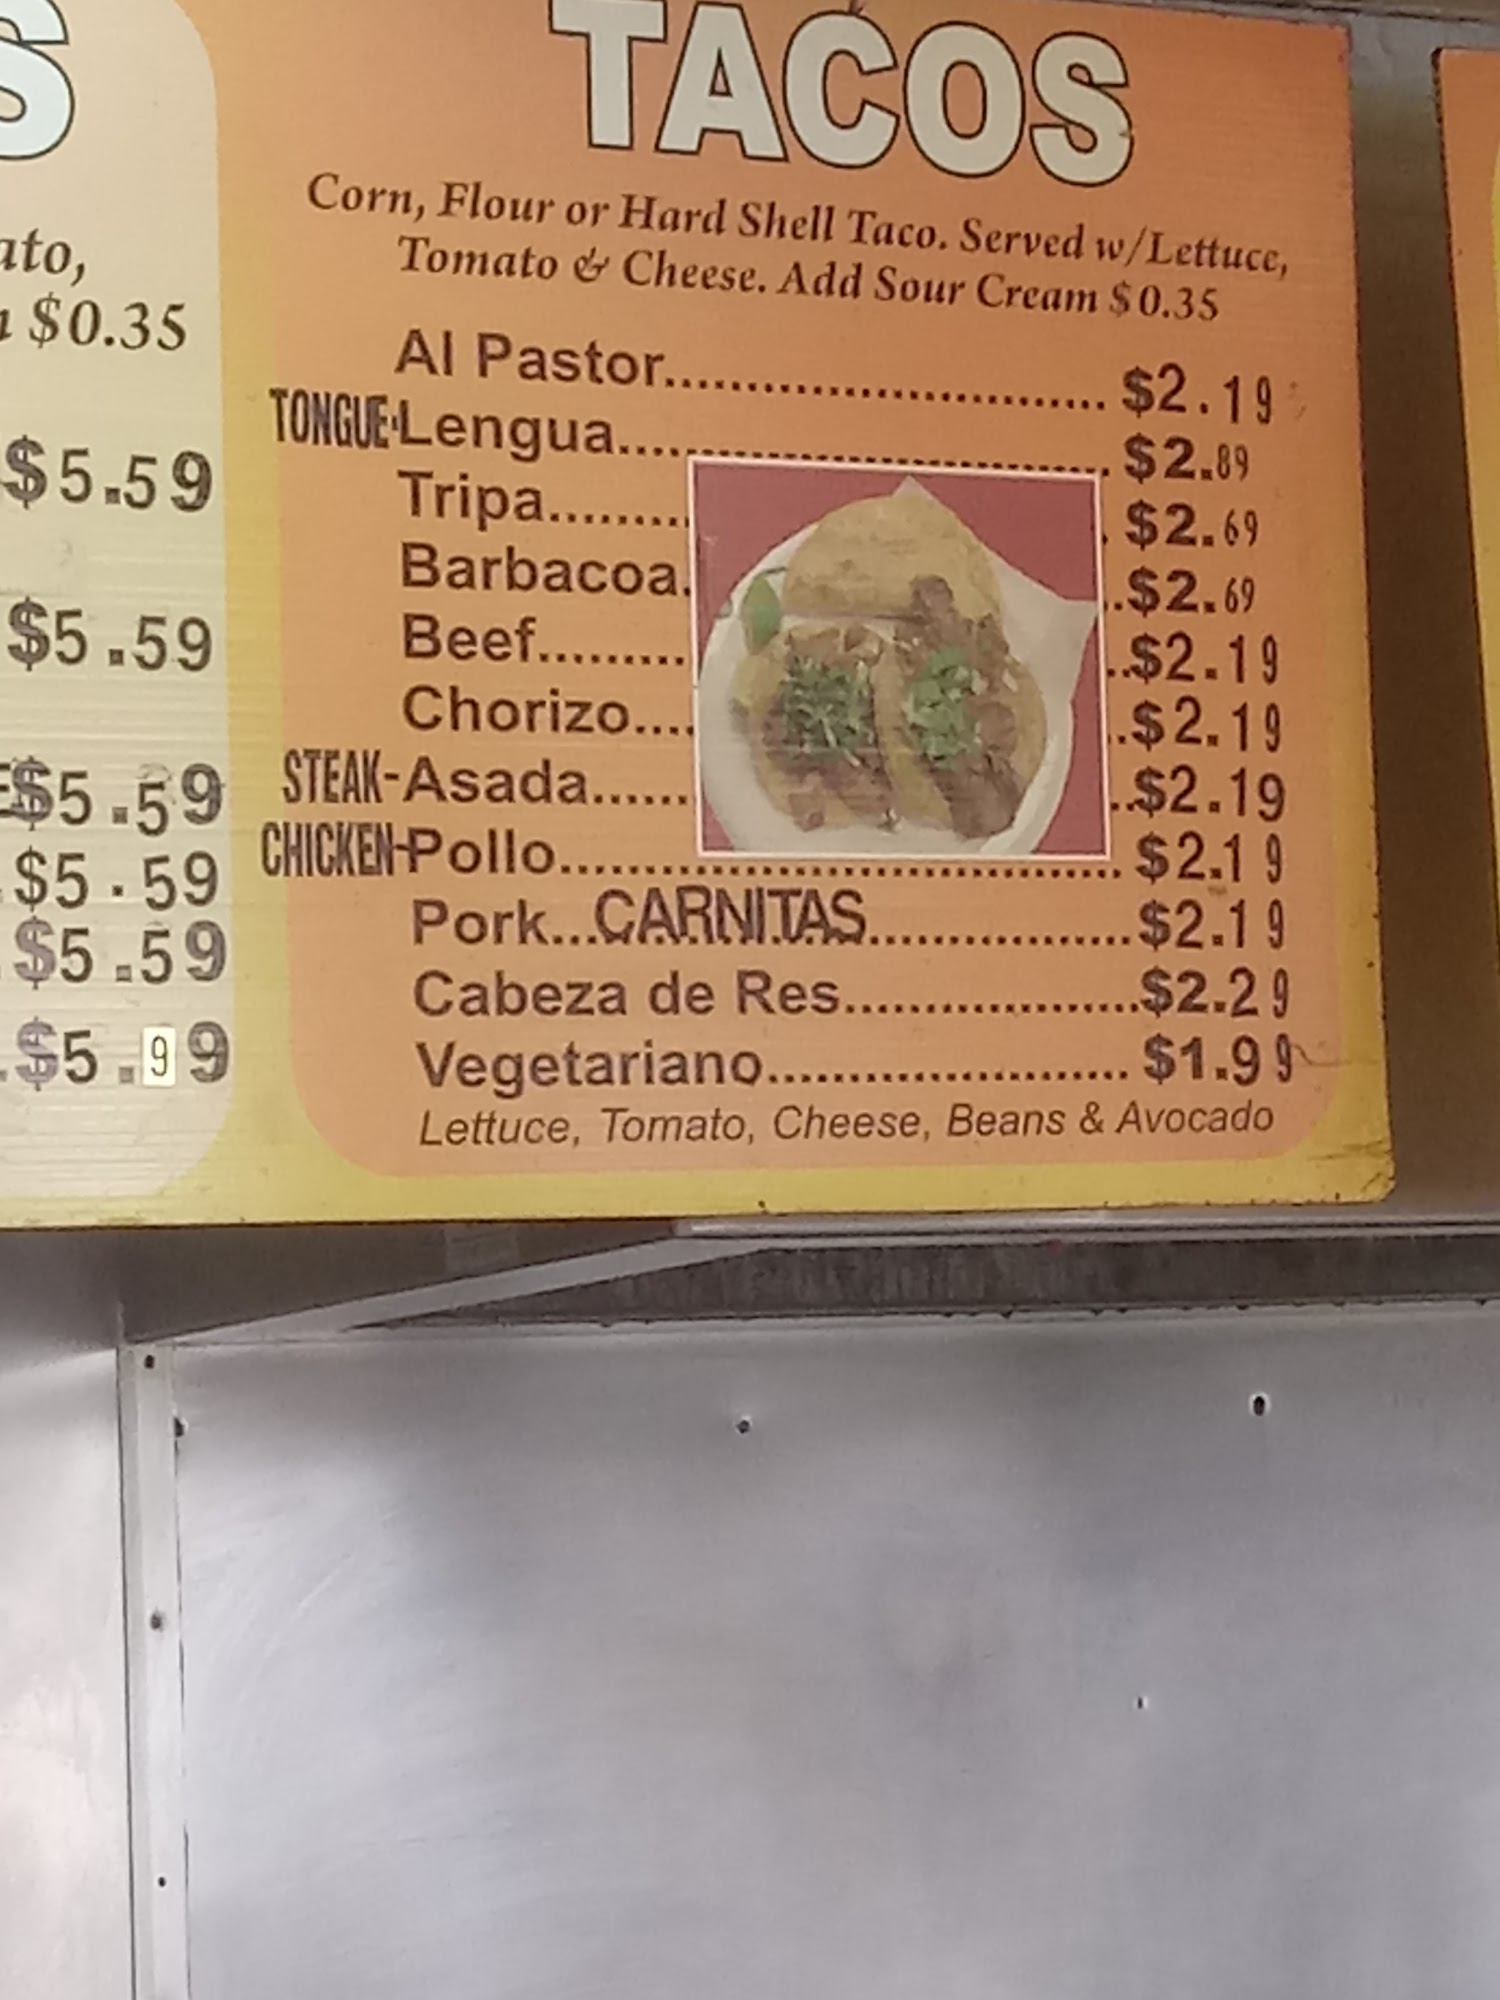 S
TACOS
Corn, Flour or Hard Shell Taco. Served w/Lettuce,
Tomato & Cheese. Add Sour Cream $0.35
Al Pastor........................... $2.19
TONGUE-Lengua............................ $2.89
Tripa......... $2.69
Barbacoa...$2.69
Beef...........$2.19
Chorizo......$2.19
STEAK-Asada........$2.19
CHICKEN-Pollo.................................. $2.19
Pork...CARNITAS................$2.19
Cabeza de Res..................$2.29
Vegetariano...................... $1.99
Lettuce, Tomato, Cheese, Beans & Avocado
$0.35
$5.59
$5.59
$5.59
$5.59
$5.59
$5.99